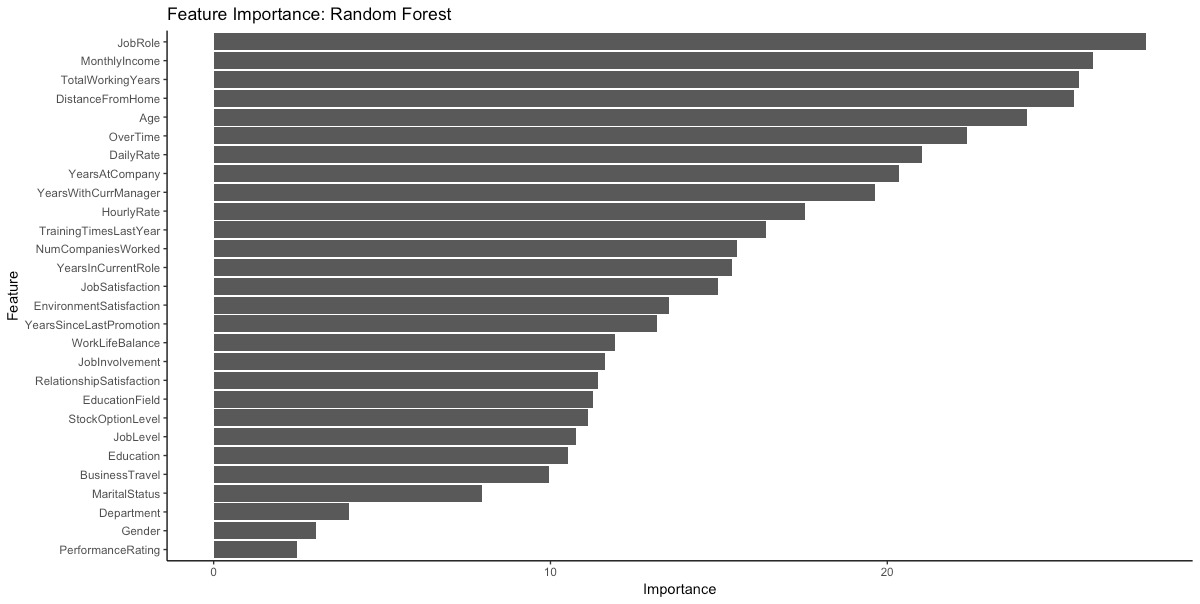 Feature Importance: Random Forest
JobRole
MonthlyIncome
TotalWorkingYears
DistanceFromHome
Age
OverTime
DailyRate
YearsAtCompany
YearsWithCurrManager
HourlyRate
TrainingTimesLastYear
NumCompaniesWorked
YearsInCurrentRole
JobSatisfaction
EnvironmentSatisfaction
YearsSinceLastPromotion
WorkLifeBalance
JobInvolvement
RelationshipSatisfaction
EducationField
StockOptionLevel
JobLevel
Education
BusinessTravel
MaritalStatus
Department
Gender
PerformanceRating
Feature
0 10 20
Importance